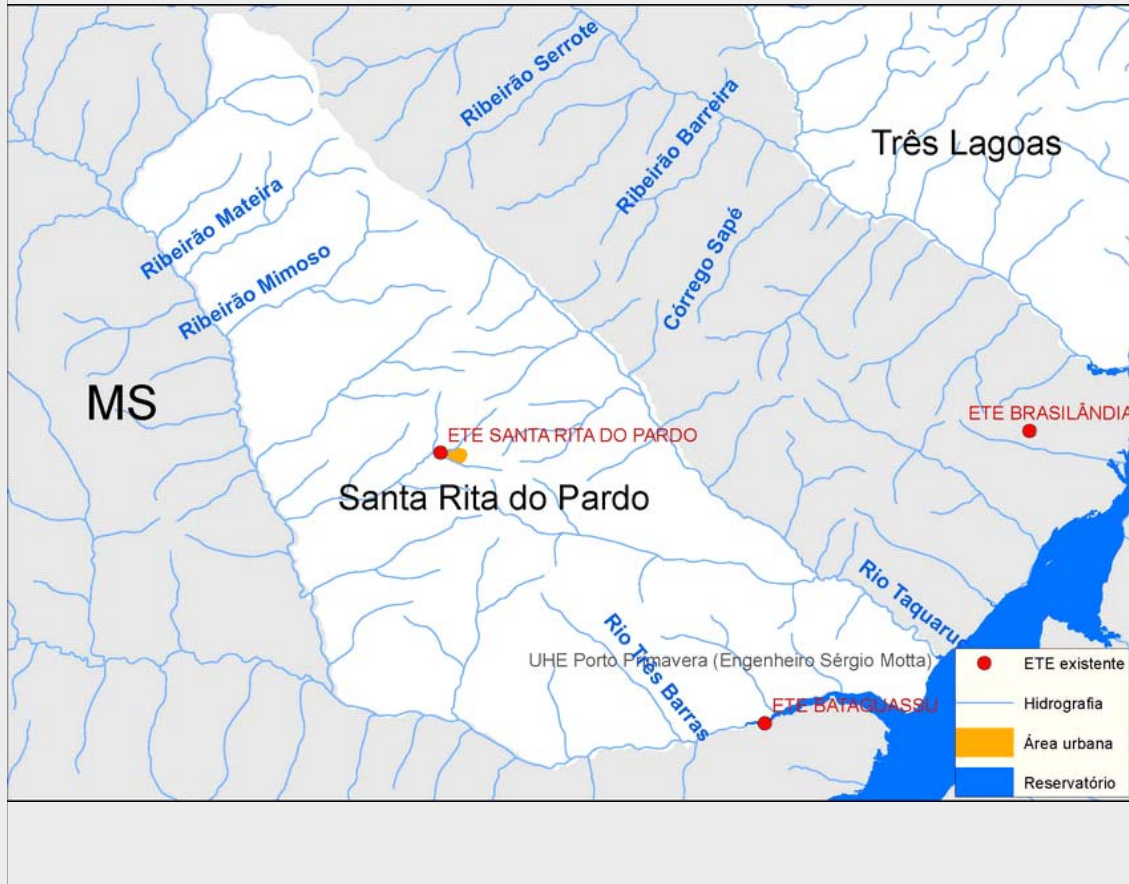 Ribeirão Serrote
Ribeirão Barreira
Três Lagoas
Ribeirão Mateira
Córrego Sapé
Ribeirão Mimoso
MS
ETE BRASILÂNDIA
ETE SANTA RITA DO PARDO
Santa Rita do Pardo
Rio Taquaruç
Rio Três Barras
UHE Porto Primavera (Engenheiro Sérgio Motta)
ETE BATAGUASSU
ETE existente
Hidrografia
Área urbana
Reservatório